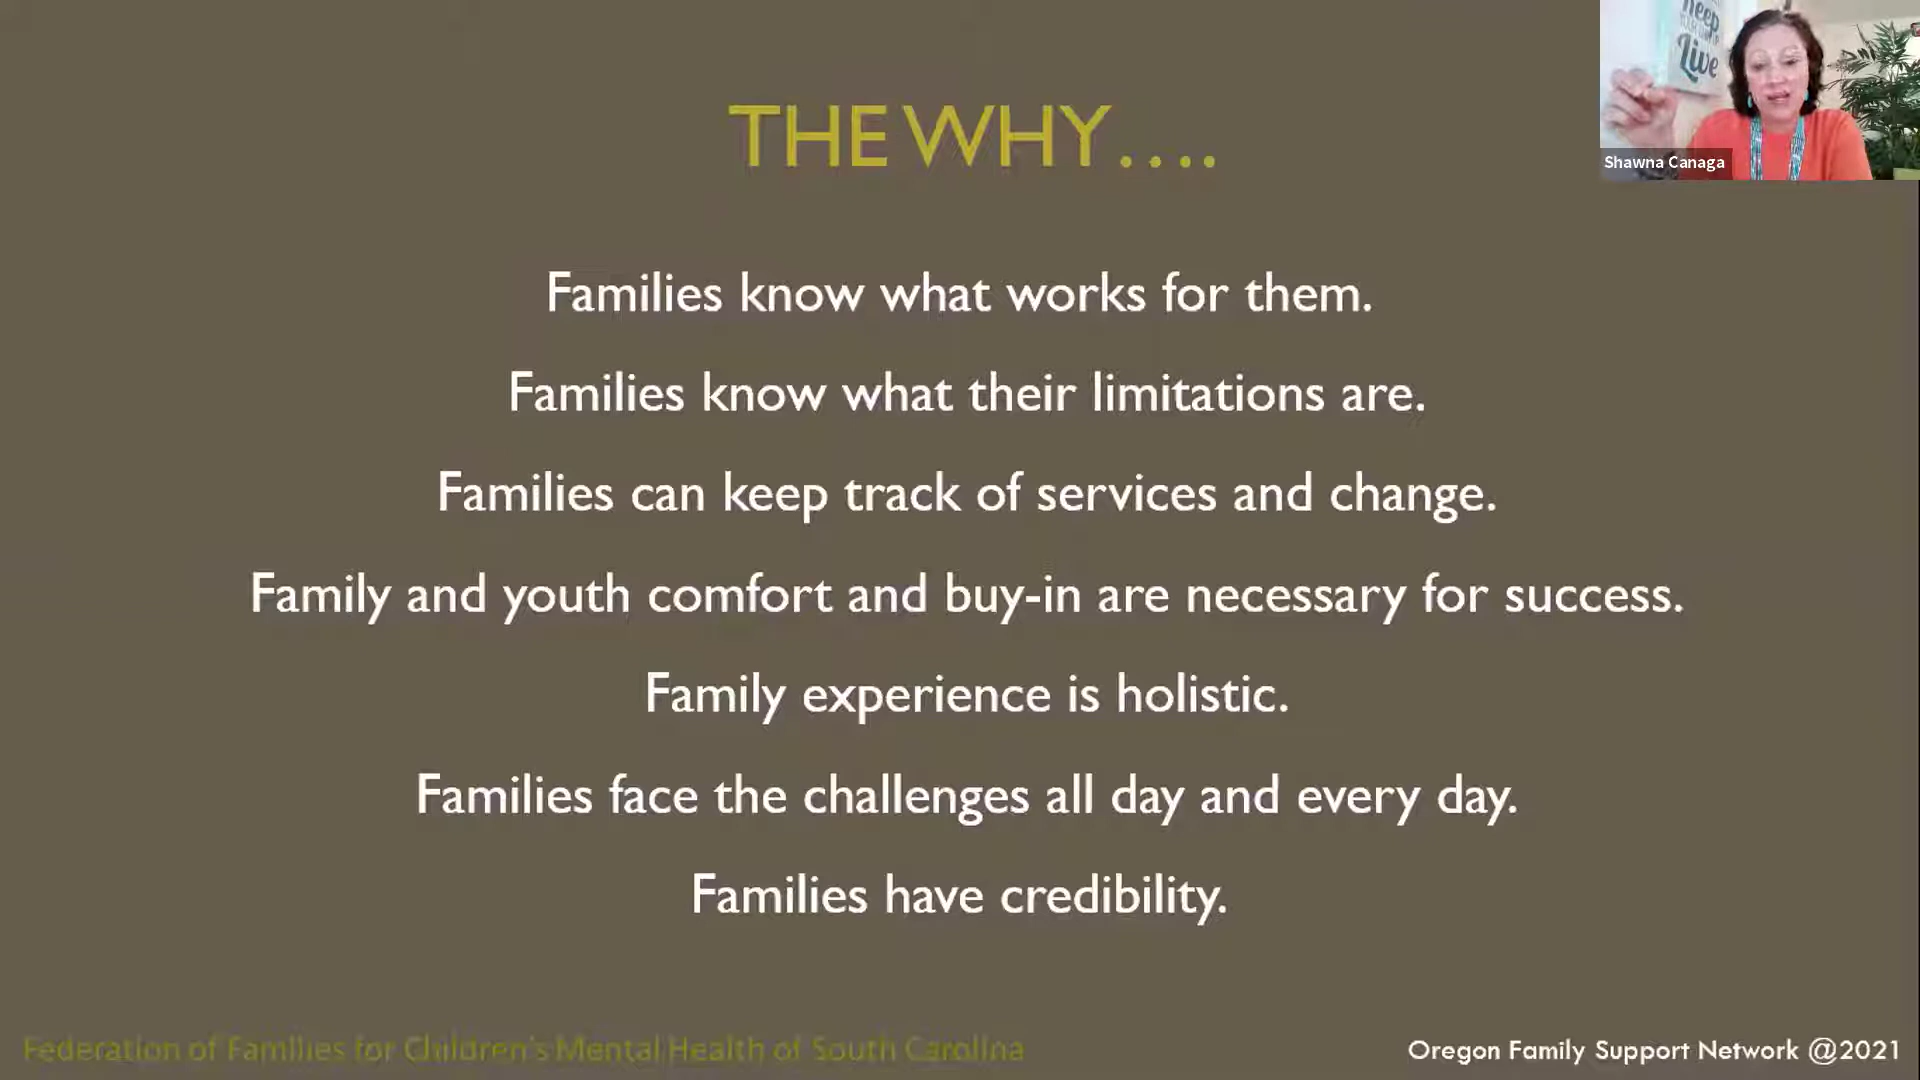 THE WHY....
Families know what works for them.
Families know what their limitations are.
Families can keep track of services and change.
Family and youth comfort and buy-in are necessary for success.
Family experience is holistic.
Families face the challenges all day and every day.
Families have credibility.
Federation of Families for Children's Mental Health of South Carolina
Oregon Family Support Network @2021
keep
Live
Shawna Canaga